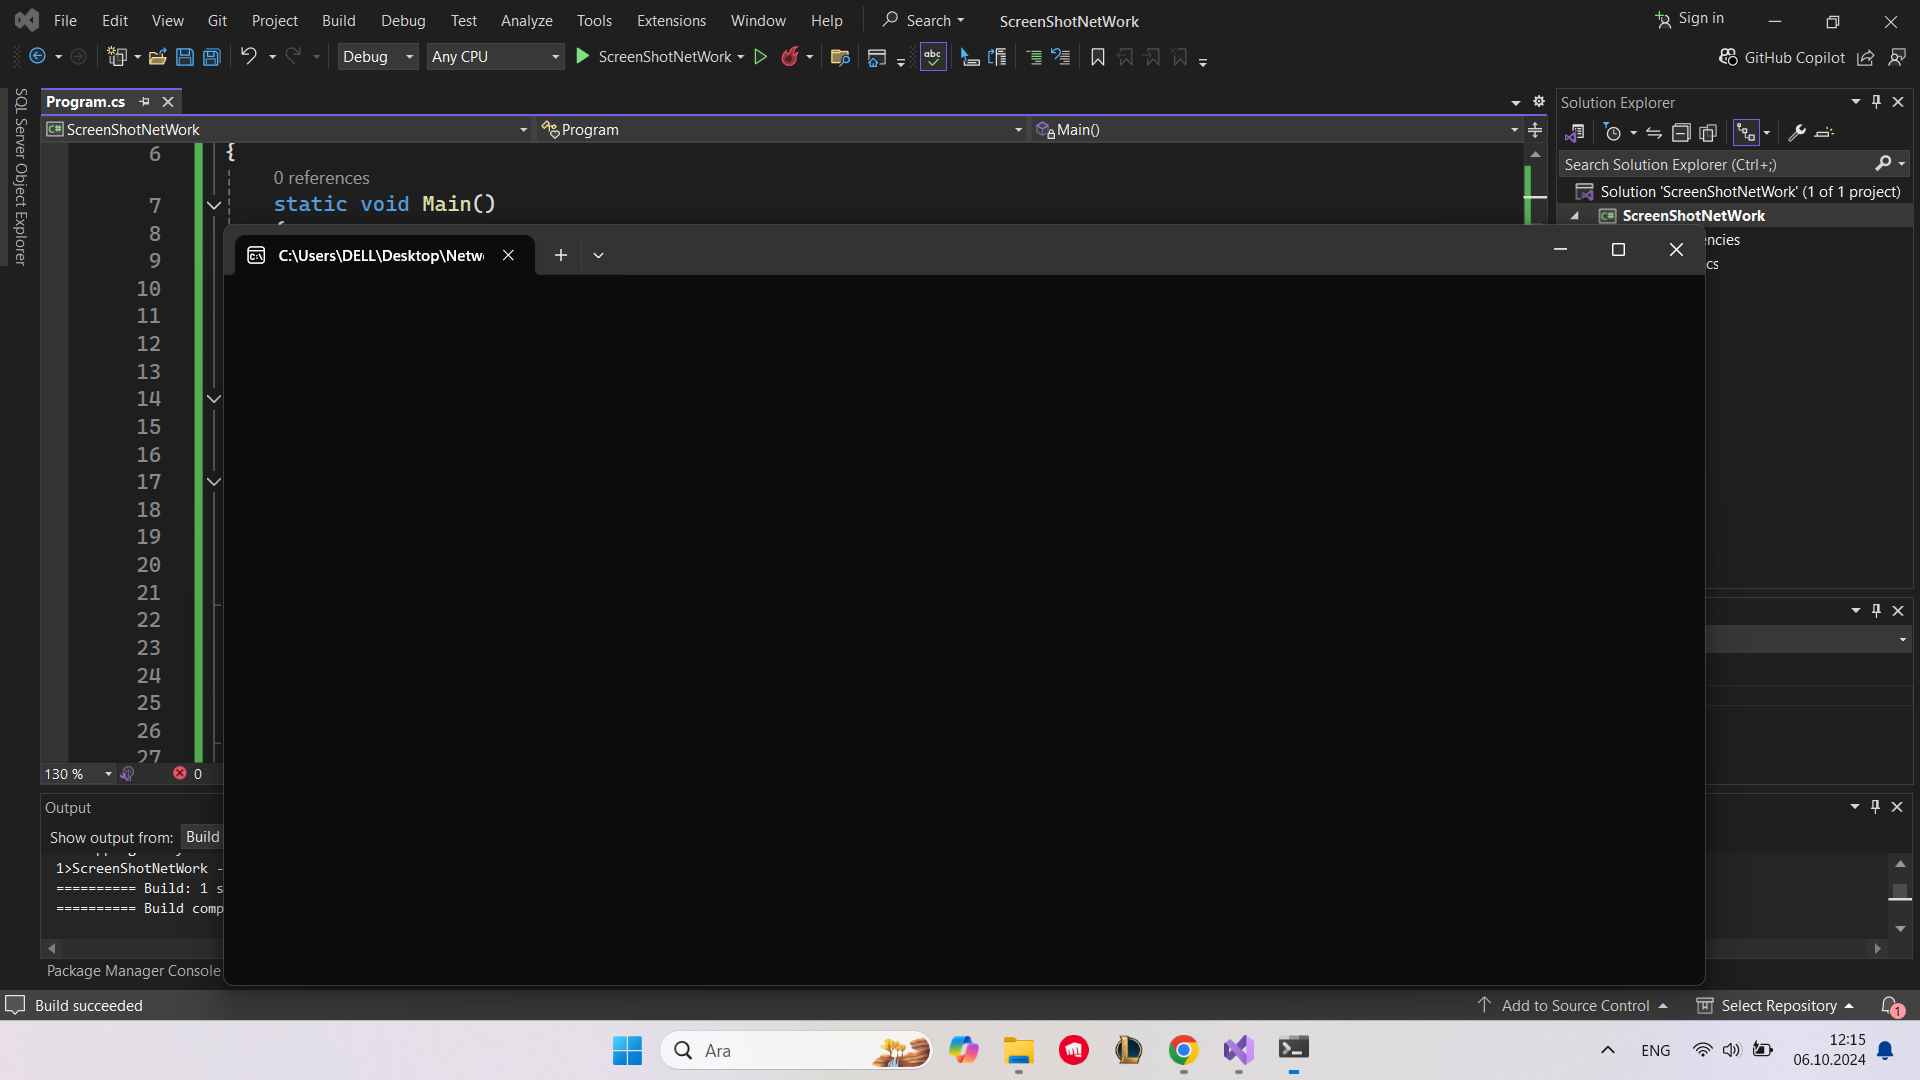 File Edit View Git Project Build Debug Test Analyze Tools Extensions Window Help Search ScreenShotNetWork Sign in
Debug Any CPU ScreenShotNetWork abc GitHub Copilot
SQL Server Object Explorer
Program.cs
ScreenShotNetWork Program Main()
6 {
0 references
7 static void Main()
8
9
10
11
12
13
14
15
16
17
18
19
20
21
22
23
24
25
26
27
130 % 0
C:\Users\DELL\Desktop\Netw
Solution Explorer
Search Solution Explorer (Ctrl+;)
Solution 'ScreenShotNetWork' (1 of 1 project)
C# ScreenShotNetWork
encies
cs
Output
Show output from: Build
1>ScreenShotNetWork -
========== Build: 1 s
========== Build comp
Package Manager Console
Build succeeded Add to Source Control Select Repository 1
Ara ENG 12:15
06.10.2024